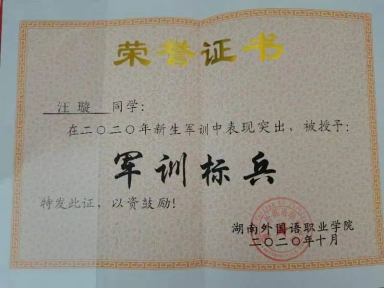 荣誉证书
汪璇 同学：
在二〇二〇年新生军训中表现突出，被授予：
军训标兵
特发此证，以资鼓励！
湖南外国语职业学院
二〇二〇年十月